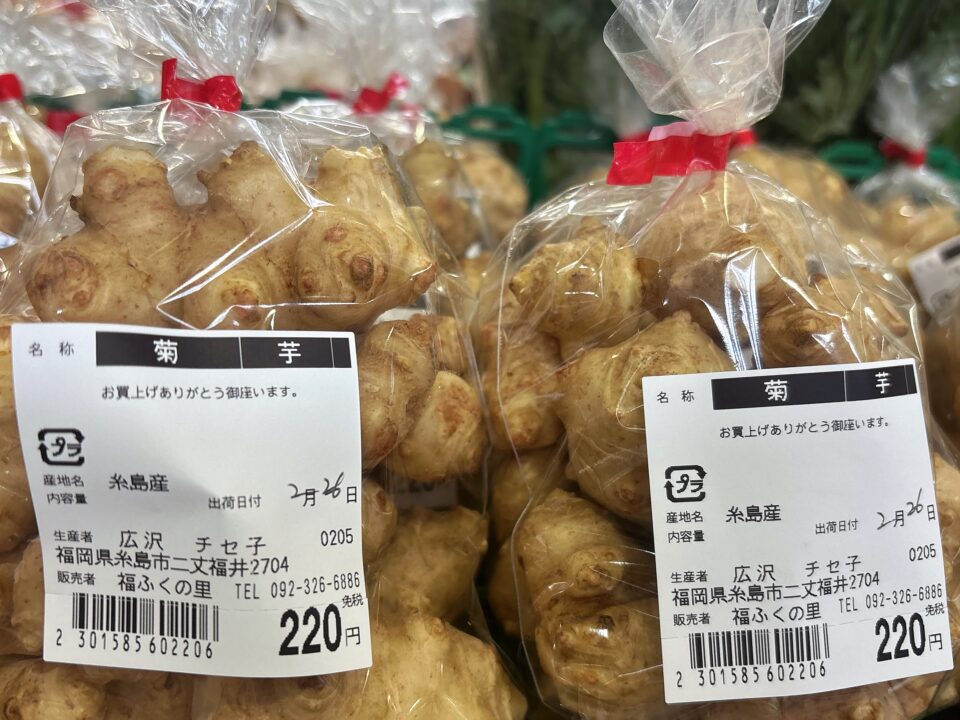 名称 菊芋
お買上げありがとう御座います。
プラ
産地名 糸島産
内容量 出荷日付 2月26日
生産者 広沢 チセ子 0205
福岡県糸島市二丈福井2704
販売者 福ふくの里 TEL 092-326-6886
免税
220円
2 301585 602206
名称 菊芋
お買上げありがとう御座います。
プラ
産地名 糸島産
内容量 出荷日付 2月26日
生産者 広沢 チセ子 0205
福岡県糸島市二丈福井2704
販売者 福ふくの里 TEL 092-326-6886
免税
220円
2 301585 602206